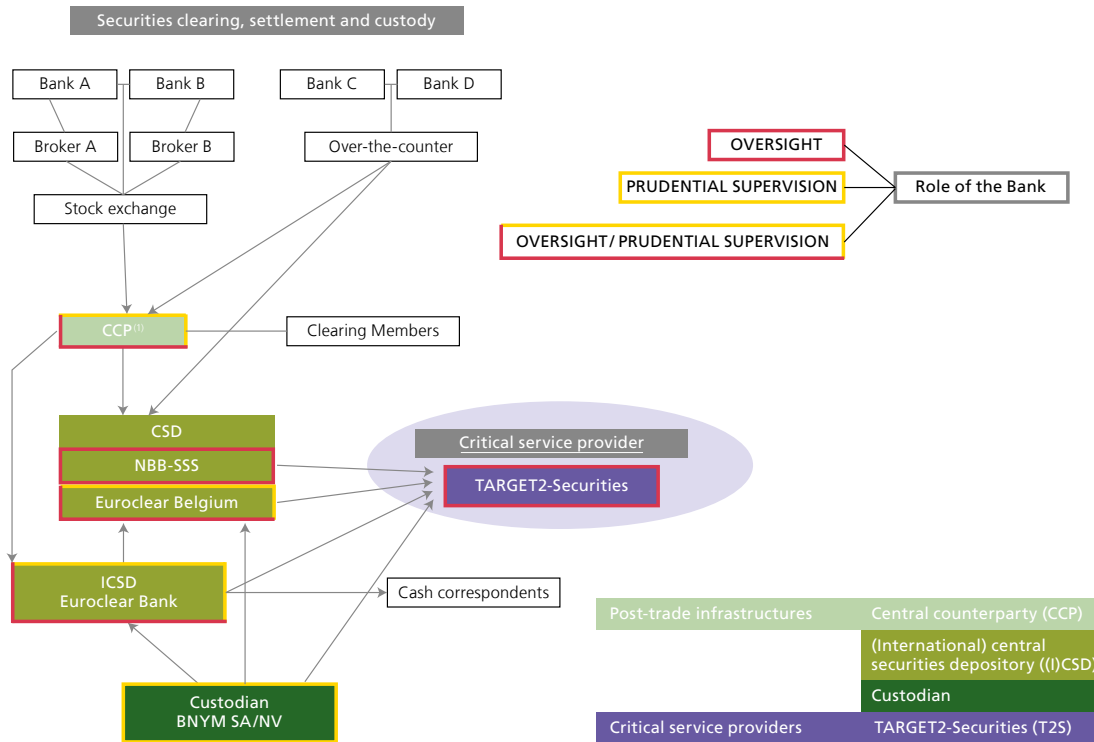 Securities clearing, settlement and custody
Bank A
Bank B
Bank C
Bank D
Broker A
Broker B
Over-the-counter
Stock exchange
OVERSIGHT
PRUDENTIAL SUPERVISION
Role of the Bank
OVERSIGHT / PRUDENTIAL SUPERVISION
CCP(1)
Clearing Members
CSD
NBB-SSS
Euroclear Belgium
Critical service provider
TARGET2-Securities
ICSD
Euroclear Bank
Cash correspondents
Custodian
BNYM SA/NV
Post-trade infrastructures
Central counterparty (CCP)
(International) central
securities depository ((I)CSD)
Custodian
Critical service providers
TARGET2-Securities (T2S)